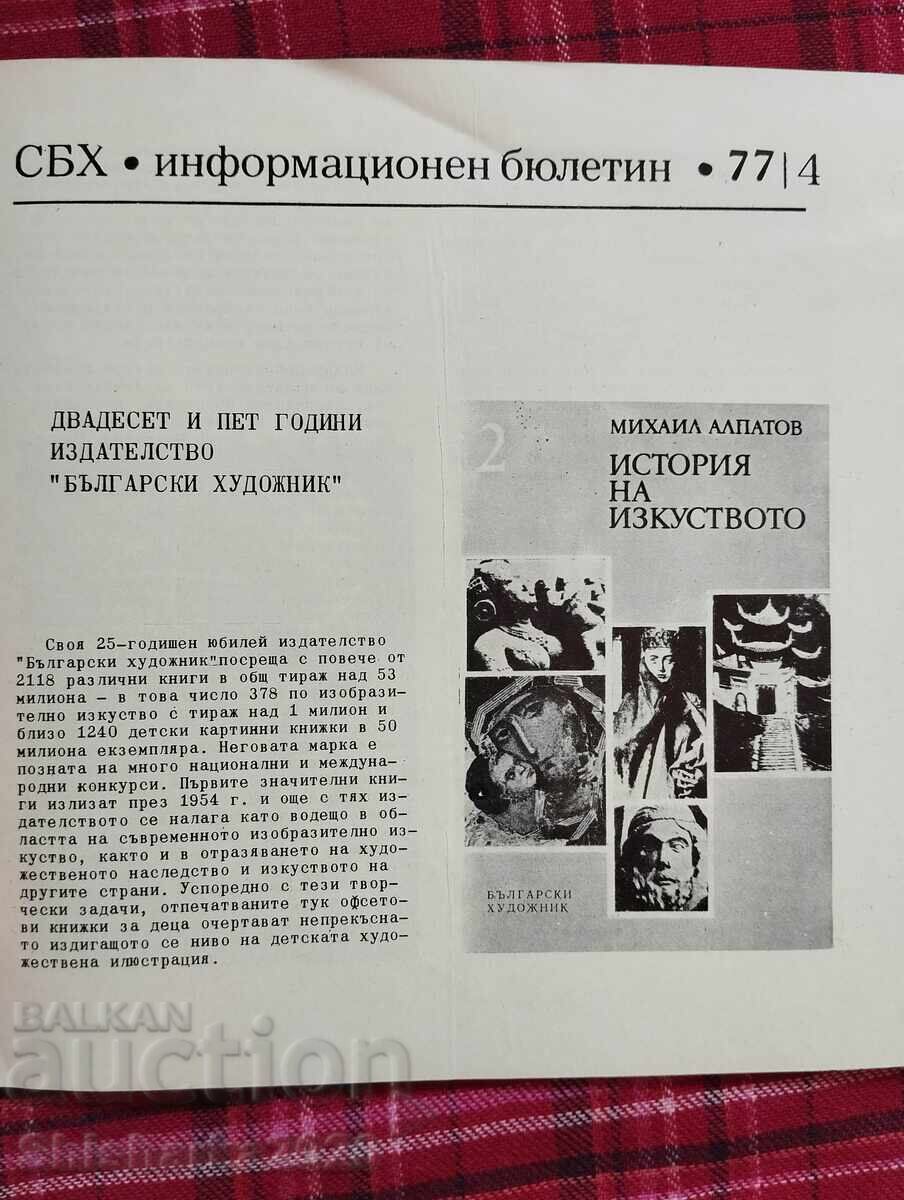 СБХ • информационен бюлетин • 77|4
ДВАДЕСЕТ И ПЕТ ГОДИНИ
ИЗДАТЕЛСТВО
"БЪЛГАРСКИ ХУДОЖНИК"
Своя 25-годишен юбилей издателство
"Български художник"посреща с повече от
2118 различни книги в общ тираж над 53
милиона – в това число 378 по изобрази-
телно изкуство с тираж над 1 милион и
близо 1240 детски картинни книжки в 50
милиона екземпляра. Неговата марка е
позната на много национални и междуна-
родни конкурси. Първите значителни кни-
ги излизат през 1954 г. и още с тях из-
дателството се налага като водещо в об-
ластта на съвременното изобразително из-
куство, както и в отразяването на худо-
жественото наследство и изкуството на
другите страни. Успоредно с тези твор-
чески задачи, отпечатваните тук офсето-
ви книжки за деца очертават непрекъсна-
то издигащото се ниво на детската худо-
жествена илюстрация.
2
МИХАИЛ АЛПАТОВ
ИСТОРИЯ
НА
ИЗКУСТВОТО
БЪЛГАРСКИ
ХУДОЖНИК
BALKAN
auction